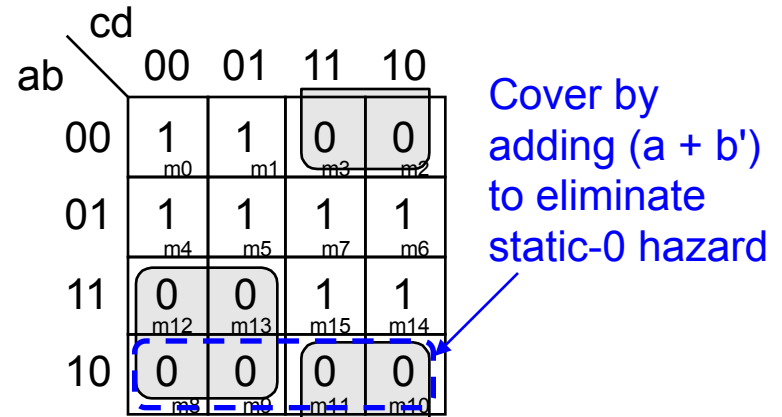 cd
ab
00 01 11 10
00 1 1 0 0
m0 m1 m3 m2
01 1 1 1 1
m4 m5 m7 m6
11 0 0 1 1
m12 m13 m15 m14
10 0 0 0 0
m8 m9 m11 m10
Cover by
adding (a + b')
to eliminate
static-0 hazard